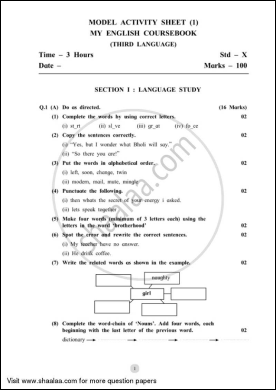 MODEL ACTIVITY SHEET (1)
MY ENGLISH COURSEBOOK
(THIRD LANGUAGE)
Time – 3 Hours Std – X
Date – Marks – 100
SECTION I : LANGUAGE STUDY
Q.1 (A) Do as directed. (16 Marks)
(1) Complete the words by using correct letters. 02
(i) st_rt (ii) sl_ve (iii) gr_at (iv) fo_ce
(2) Copy the sentences correctly. 02
(i) "Yes, but I wonder what Bholi will say."
(ii) "So there you are!"
(3) Put the words in alphabetical order. 02
(i) left, soon, change, twin
(ii) modern, mail, mute, mingle
(4) Punctuate the following. 02
(i) then whats the secret of your energy i asked.
(ii) lets speak together
(5) Make four words (minimum of 3 letters each) using the 02
letters in the word 'brotherhood'
(6) Spot the error and rewrite the correct sentences. 02
(i) My teacher have no answer.
(ii) He drink coffee.
(7) Write the related words as shown in the example. 02
naughty
girl
(8) Complete the word-chain of 'Nouns'. Add four words, each 02
beginning with the last letter of the previous word.
dictionary
1
shaalaa.com
Visit www.shaalaa.com for more question papers